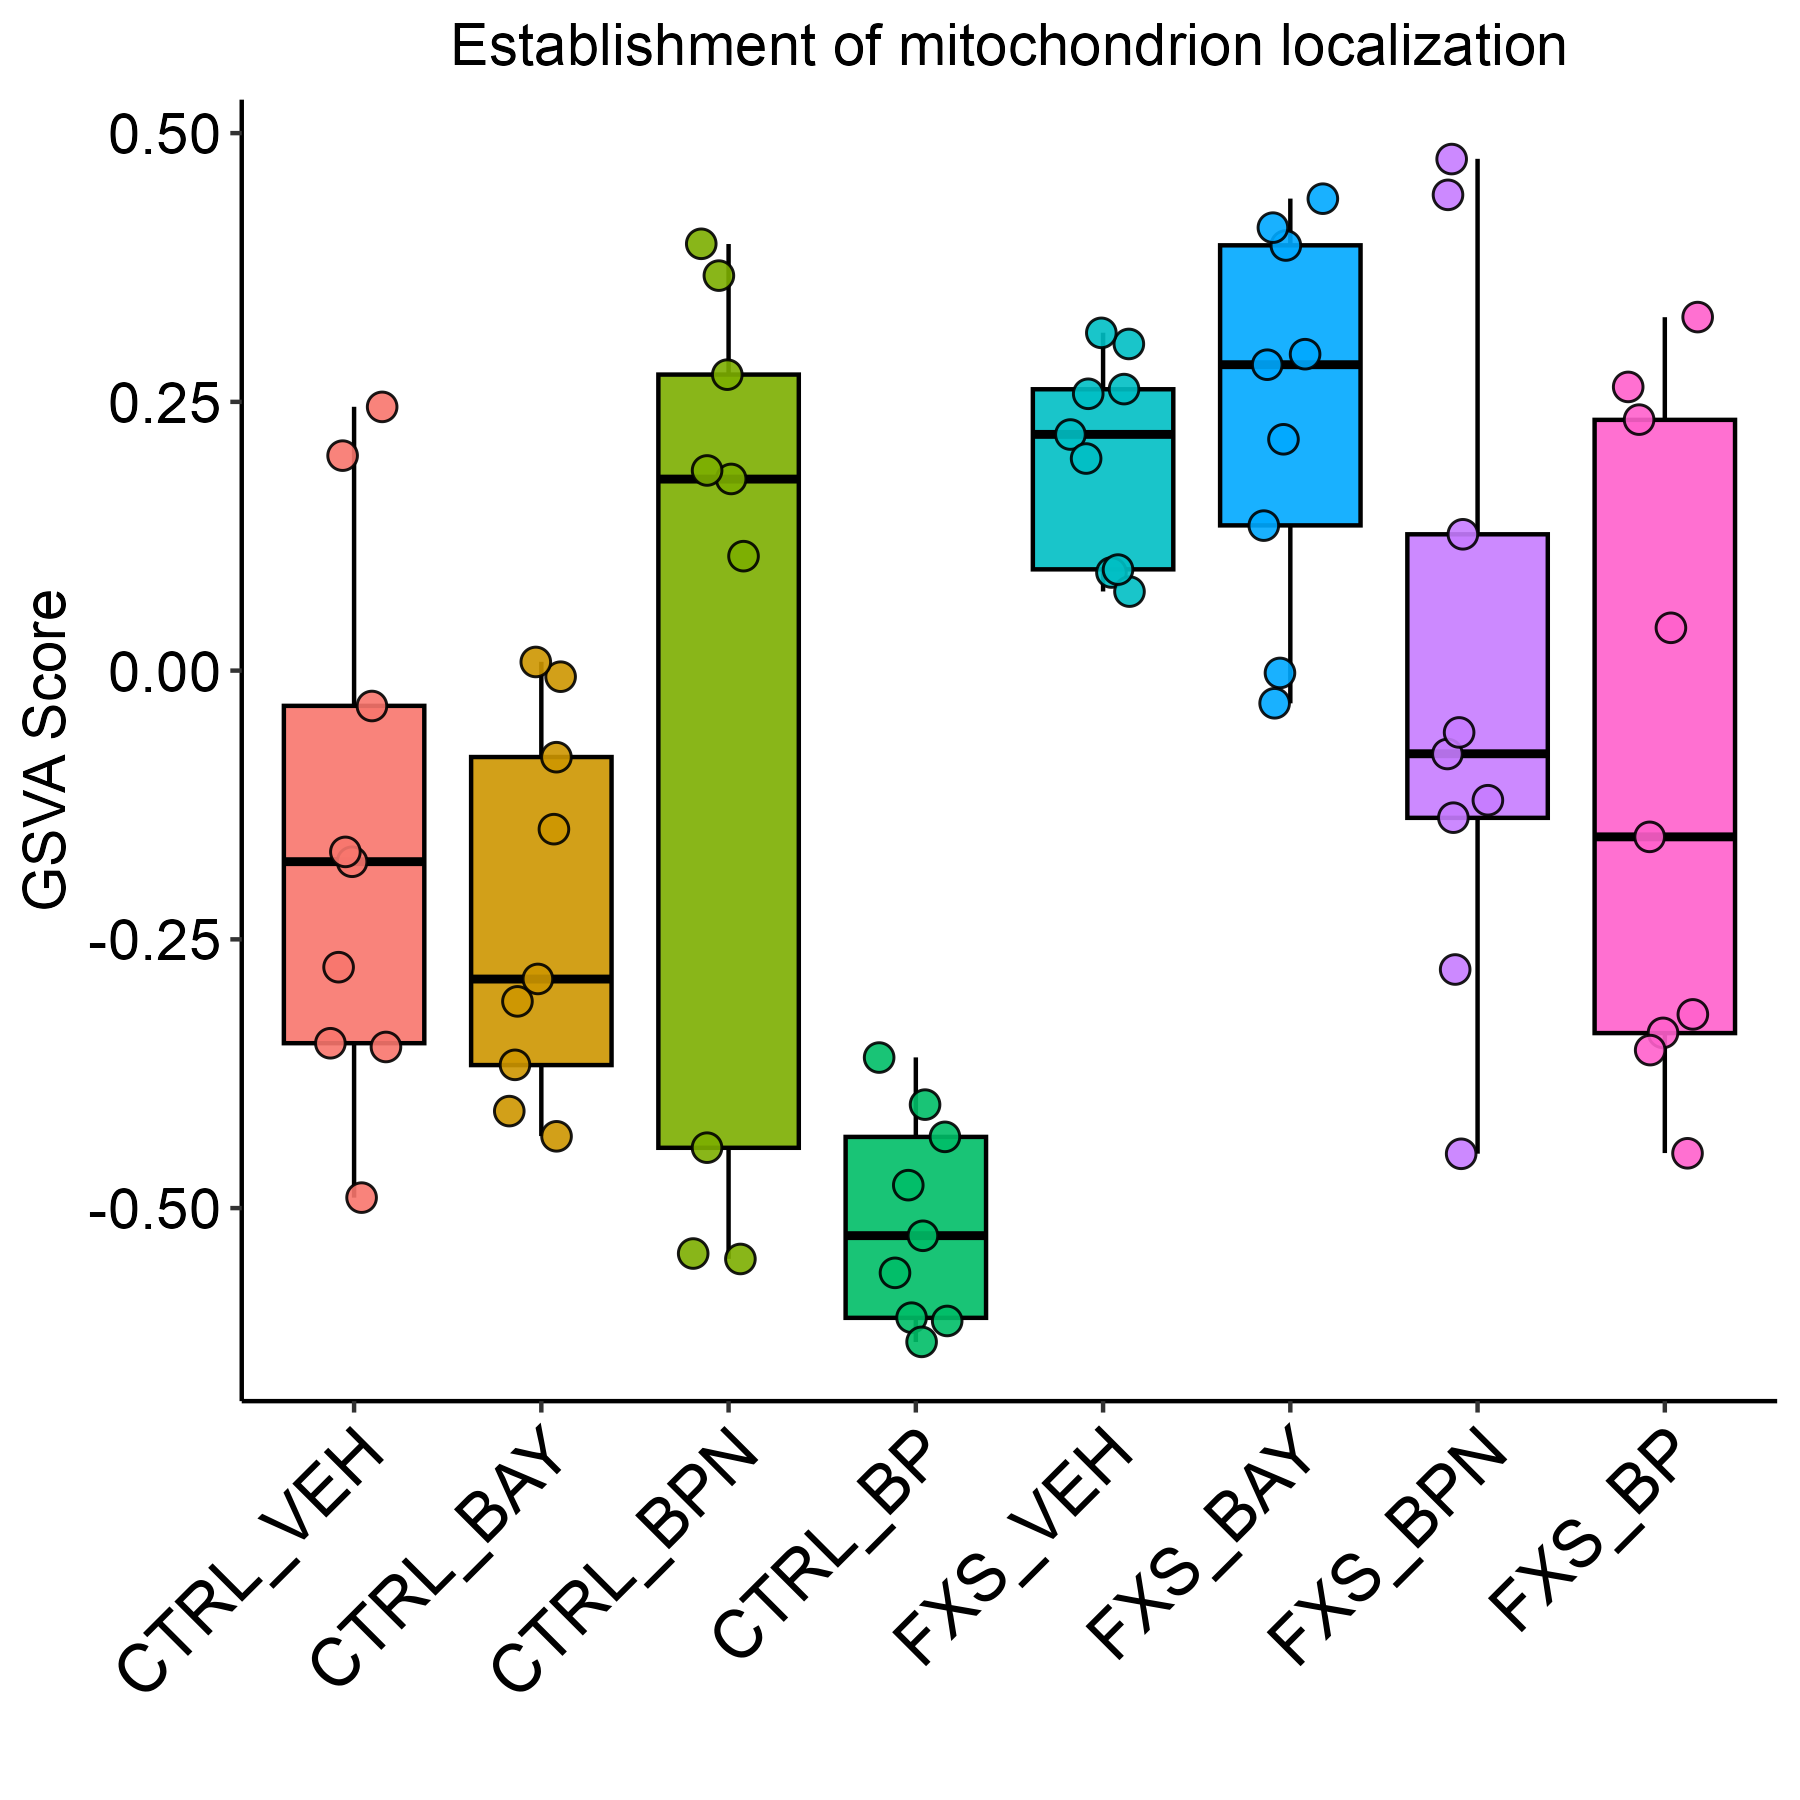 Establishment of mitochondrion localization
GSVA Score
0.50
0.25
0.00
-0.25
-0.50
CTRL_VEH
CTRL_BAY
CTRL_BPN
CTRL_BP
FXS_VEH
FXS_BAY
FXS_BPN
FXS_BP